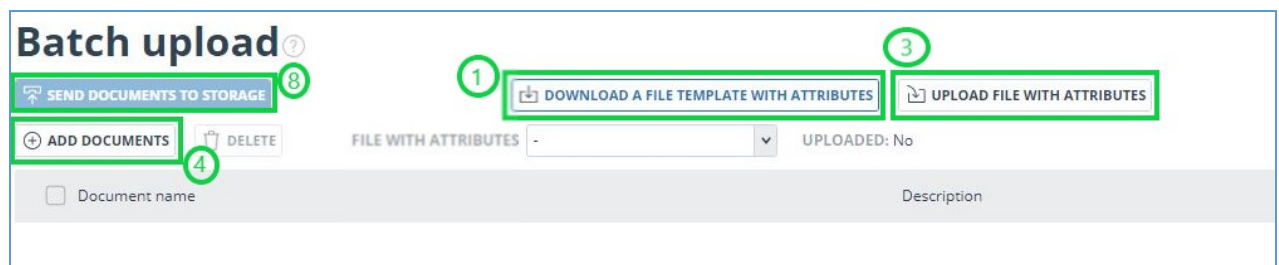 Batch upload ?
3
SEND DOCUMENTS TO STORAGE 8 1 DOWNLOAD A FILE TEMPLATE WITH ATTRIBUTES UPLOAD FILE WITH ATTRIBUTES
ADD DOCUMENTS DELETE FILE WITH ATTRIBUTES - UPLOADED: No
4
Document name Description